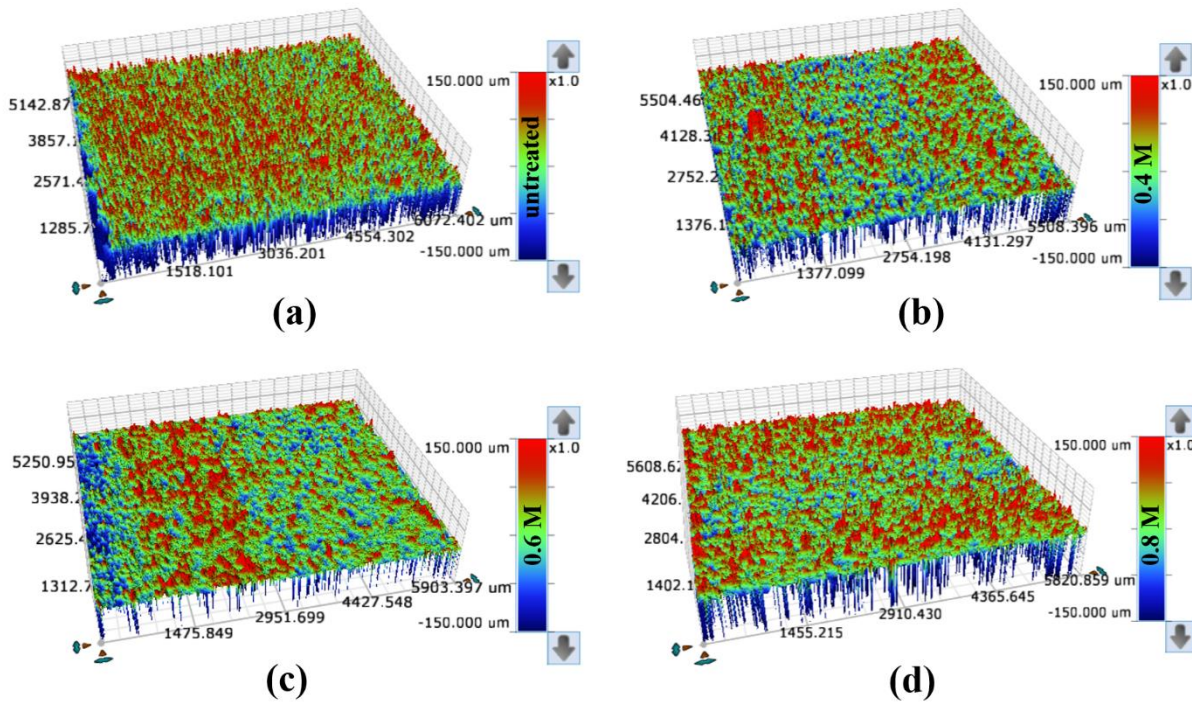 150.000 um
x1.0
5142.87
3857.
2571.4
1285.7
untreated
6072.402 um
4554.302
3036.201
1518.101
-150.000 um
(a)
150.000 um
x1.0
5504.46
4128.3
2752.2
1376.1
0.4 M
5508.396 um
4131.297
2754.198
1377.099
-150.000 um
(b)
150.000 um
x1.0
5250.95
3938.2
2625.4
1312.7
0.6 M
5903.397 um
4427.548
2951.699
1475.849
-150.000 um
(c)
150.000 um
x1.0
5608.62
4206.
2804.
1402.1
0.8 M
5820.859 um
4365.645
2910.430
1455.215
-150.000 um
(d)